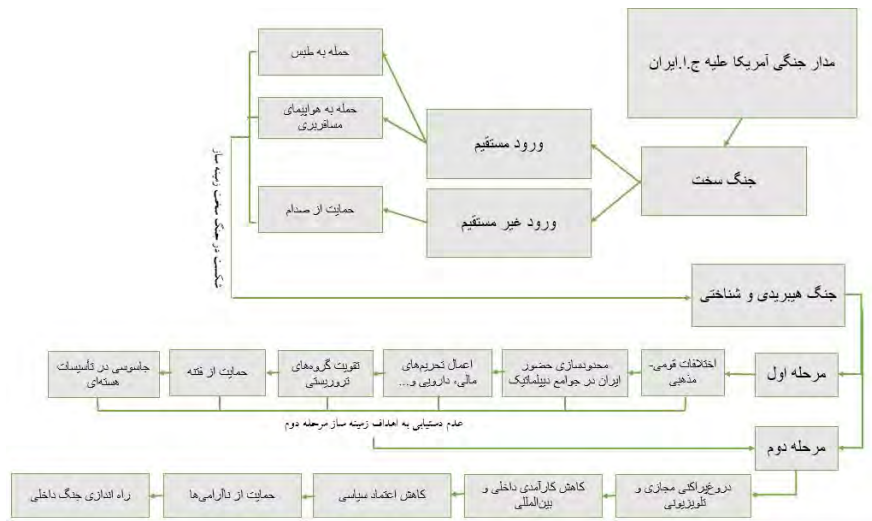 مدار جنگی آمریکا علیه ج.ا.ایران
جنگ سخت
ورود مستقیم
ورود غیر مستقیم
حمله به طبس
حمله به هواپیمای
مسافربری
حمایت از صدام
شکست در جنگ سخت زمینه ساز
جنگ هیبریدی و شناختی
مرحله اول
اختلافات قومی-
مذهبی
محدودسازی حضور
ایران در جوامع دیپلماتیک
اعمال تحریم‌های
مالی، دارویی و...
تقویت گروه‌های
تروریستی
حمایت از فتنه
جاسوسی در تأسیسات
هسته‌ای
عدم دستیابی به اهداف زمینه ساز مرحله دوم
مرحله دوم
دروغ‌پراکنی مجازی و
تلویزیونی
کاهش کارآمدی داخلی و
بین‌المللی
کاهش اعتماد سیاسی
حمایت از ناآرامی‌ها
راه اندازی جنگ داخلی